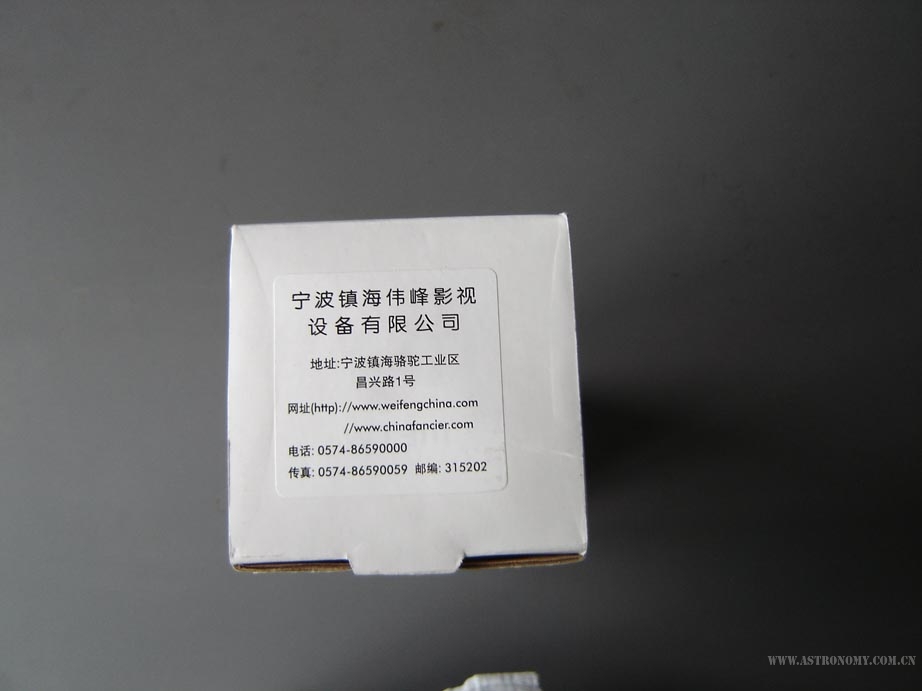 宁波镇海伟峰影视
设备有限公司
地址:宁波镇海骆驼工业区
昌兴路1号
网址(http)://www.weifengchina.com
//www.chinafancier.com
电话: 0574-86590000
传真: 0574-86590059 邮编: 315202
WWW.ASTRONOMY.COM.CN